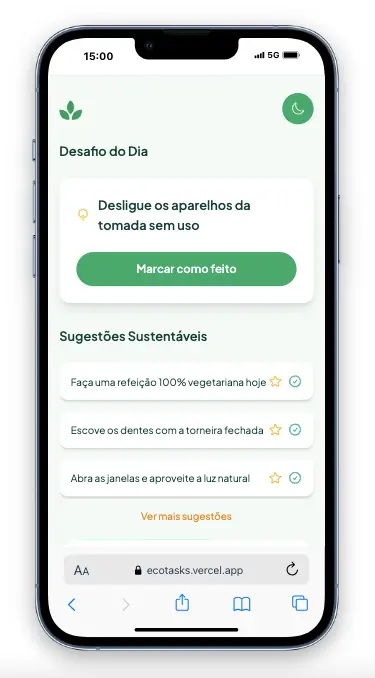 15:00
5G
Desafio do Dia
Desligue os aparelhos da
tomada sem uso
Marcar como feito
Sugestões Sustentáveis
Faça uma refeição 100% vegetariana hoje
Escove os dentes com a torneira fechada
Abra as janelas e aproveite a luz natural
Ver mais sugestões
AA
ecotasks.vercel.app